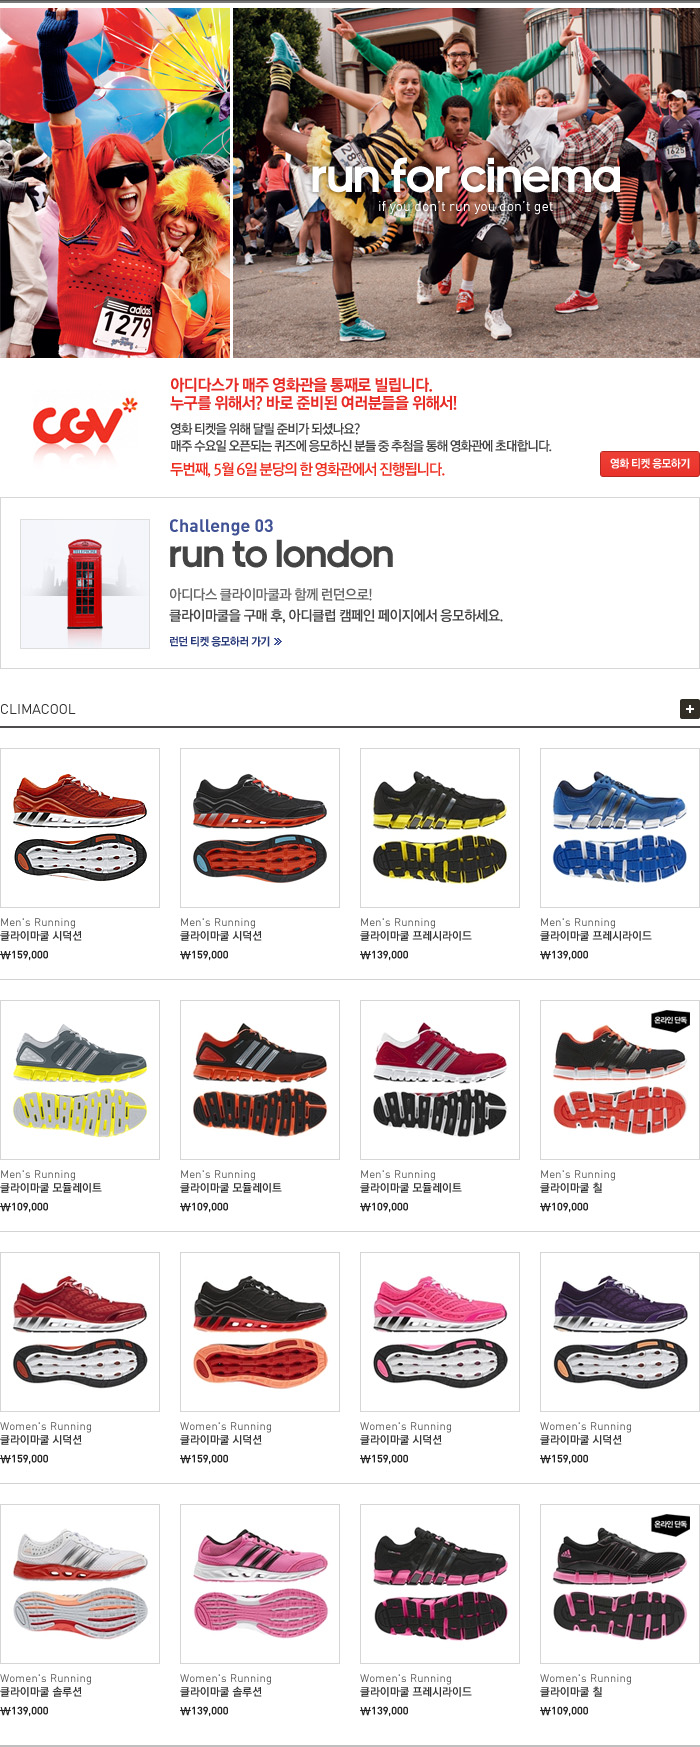 run for cinema
if you don't run you don't get
adidas
1279
1625
CGV
아디다스가 매주 영화관을 통째로 빌립니다.
누구를 위해서? 바로 준비된 여러분들을 위해서!
영화 티켓을 위해 달릴 준비가 되셨나요?
매주 수요일 오픈되는 퀴즈에 응모하신 분들 중 추첨을 통해 영화관에 초대합니다.
두번째, 5월 6일 분당의 한 영화관에서 진행됩니다.
영화 티켓 응모하기
TELEPHONE
Challenge 03
run to london
아디다스 클라이마쿨과 함께 런던으로!
클라이마쿨을 구매 후, 아디클럽 캠페인 페이지에서 응모하세요.
런던 티켓 응모하러 가기 »
CLIMACOOL
+
Men's Running
클라이마쿨 시덕션
₩159,000
Men's Running
클라이마쿨 시덕션
₩159,000
Men's Running
클라이마쿨 프레시라이드
₩139,000
Men's Running
클라이마쿨 프레시라이드
₩139,000
Men's Running
클라이마쿨 모듈레이트
₩109,000
Men's Running
클라이마쿨 모듈레이트
₩109,000
Men's Running
클라이마쿨 모듈레이트
₩109,000
온라인 단독
Men's Running
클라이마쿨 칠
₩109,000
Women's Running
클라이마쿨 시덕션
₩159,000
Women's Running
클라이마쿨 시덕션
₩159,000
Women's Running
클라이마쿨 시덕션
₩159,000
Women's Running
클라이마쿨 시덕션
₩159,000
Women's Running
클라이마쿨 솔루션
₩139,000
Women's Running
클라이마쿨 솔루션
₩139,000
Women's Running
클라이마쿨 프레시라이드
₩139,000
온라인 단독
Women's Running
클라이마쿨 칠
₩109,000